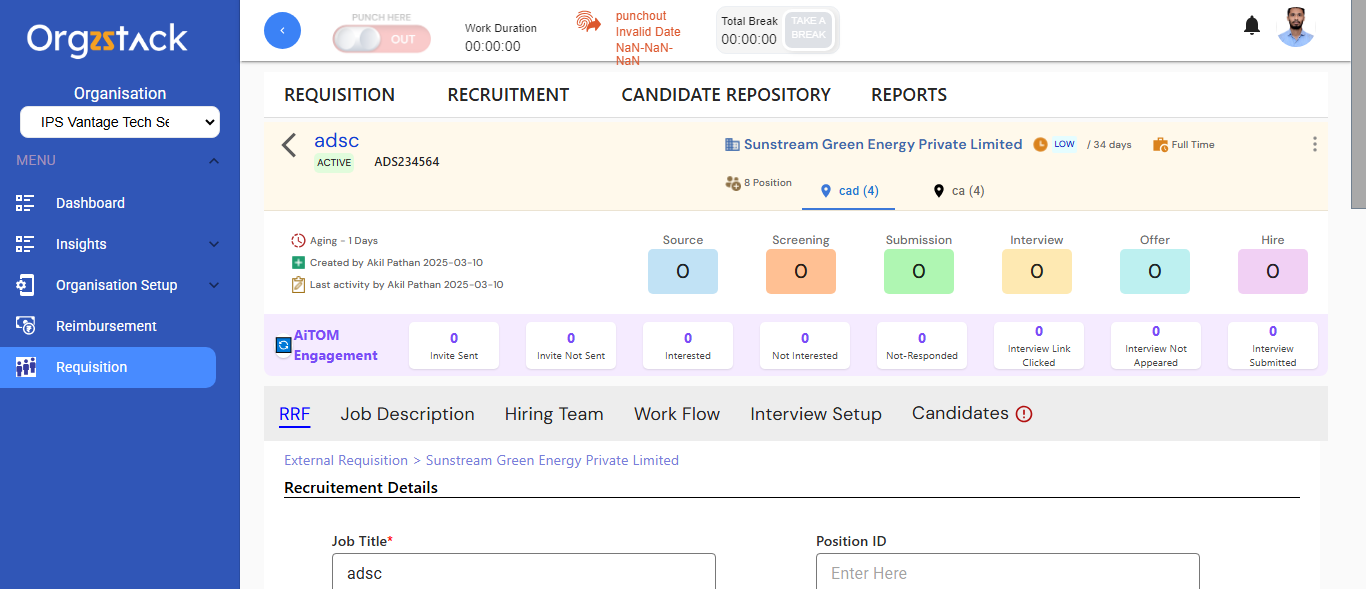 Orgzstack
Organisation
IPS Vantage Tech Se
MENU
Dashboard
Insights
Organisation Setup
Reimbursement
Requisition
PUNCH HERE
OUT
Work Duration
00:00:00
punchout
Invalid Date
NaN-NaN-
NaN
Total Break
00:00:00
TAKE A
BREAK
REQUISITION RECRUITMENT CANDIDATE REPOSITORY REPORTS
adsc
ACTIVE ADS234564
Sunstream Green Energy Private Limited LOW / 34 days Full Time
8 Position cad (4) ca (4)
Aging - 1 Days
Created by Akil Pathan 2025-03-10
Last activity by Akil Pathan 2025-03-10
Source Screening Submission Interview Offer Hire
0 0 0 0 0 0
AiTOM
Engagement
0
Invite Sent
0
Invite Not Sent
0
Interested
0
Not Interested
0
Not-Responded
0
Interview Link
Clicked
0
Interview Not
Appeared
0
Interview
Submitted
RRF Job Description Hiring Team Work Flow Interview Setup Candidates
External Requisition > Sunstream Green Energy Private Limited
Recruitement Details
Job Title*
adsc
Position ID
Enter Here